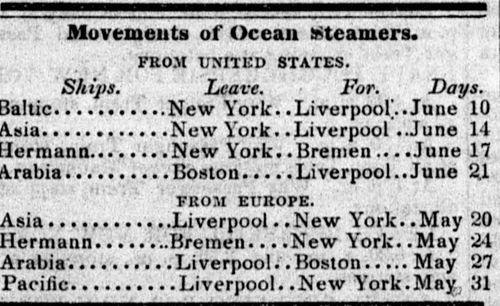 Movements of Ocean Steamers.
FROM UNITED STATES.
Ships. Leave. For. Days.
Baltic...........New York..Liverpool..June 10
Asia............New York..Liverpool..June 14
Hermann........New York..Bremen....June 17
Arabia..........Boston.....Liverpool..June 21
FROM EUROPE.
Asia............Liverpool..New York..May 20
Hermann.......Bremen....New York..May 24
Arabia..........Liverpool..Boston.....May 27
Pacific..........Liverpool..New York.May 31